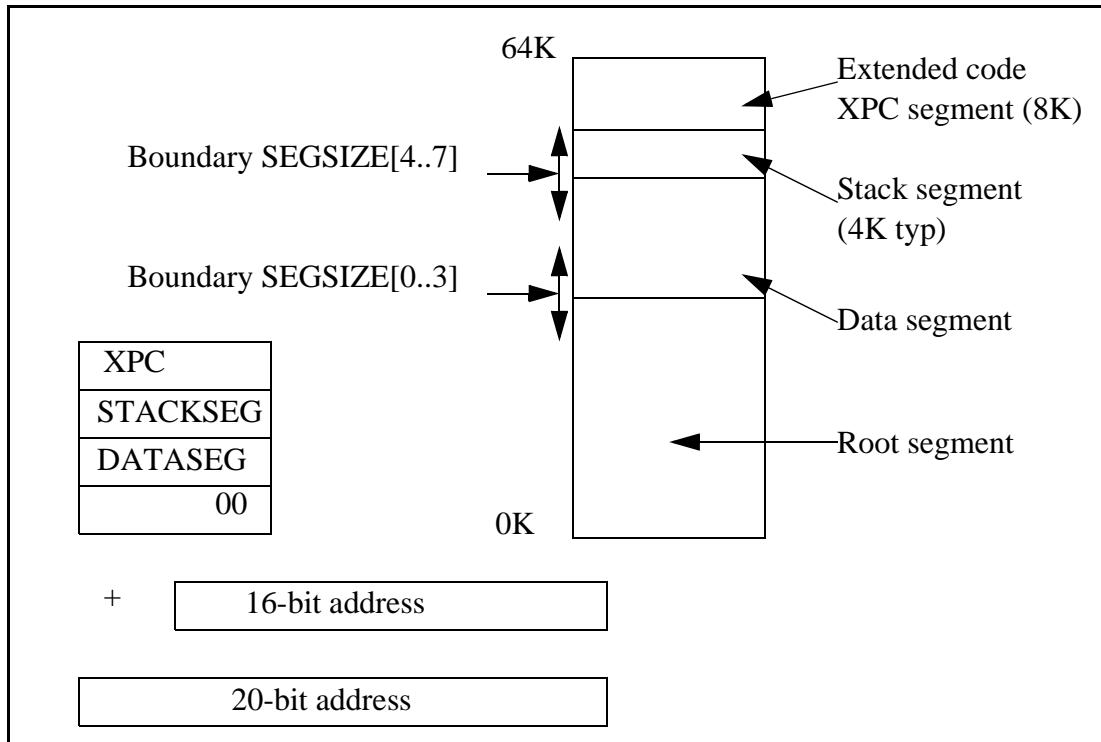 64K
Extended code
XPC segment (8K)
Boundary SEGSIZE[4..7]
Stack segment
(4K typ)
Boundary SEGSIZE[0..3]
Data segment
XPC
STACKSEG
DATASEG
00
Root segment
0K
+ 16-bit address
20-bit address